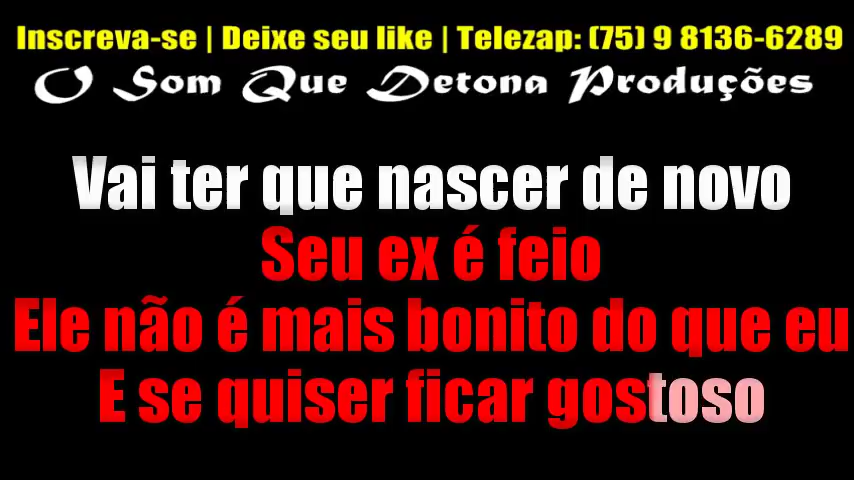 Inscreva-se | Deixe seu like | Telezap: (75) 9 8136-6289
O Som Que Detona Produções
Vai ter que nascer de novo
Seu ex é feio
Ele não é mais bonito do que eu
E se quiser ficar gostoso